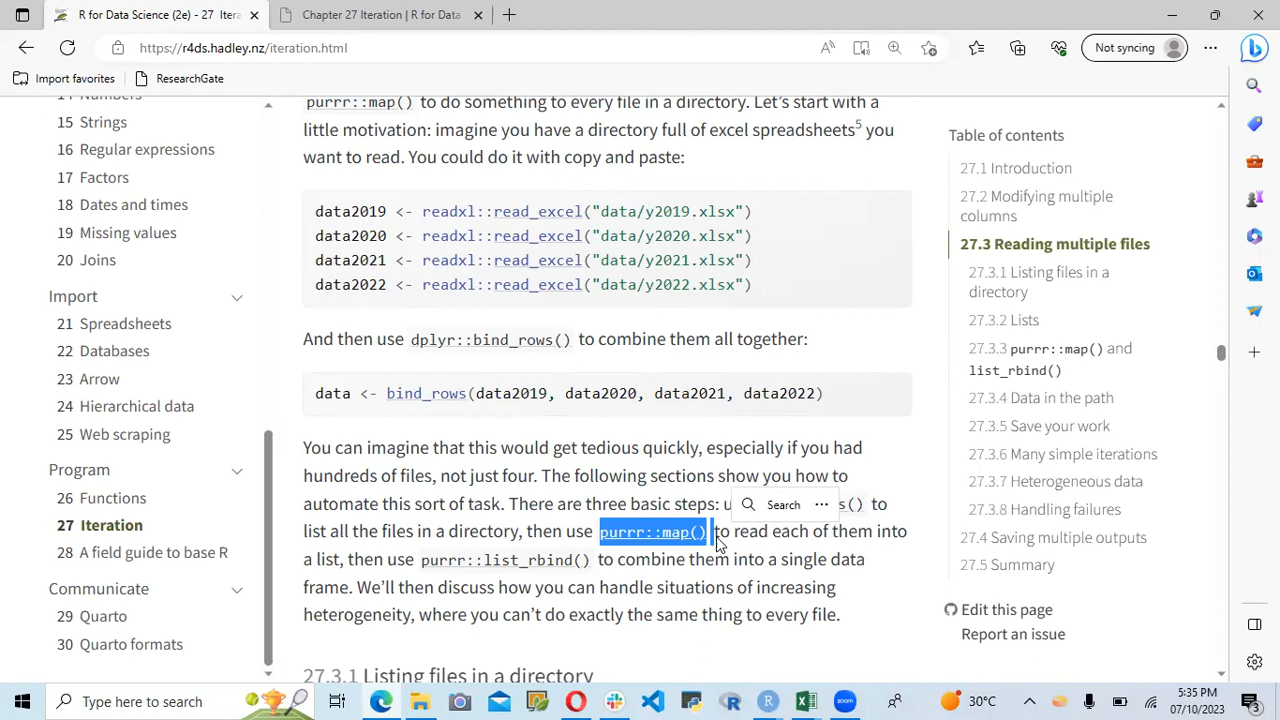 R for Data Science (2e) - 27 Itera
Chapter 27 Iteration | R for Data
https://r4ds.hadley.nz/iteration.html
Not syncing
Import favorites
ResearchGate
14 Numbers
15 Strings
16 Regular expressions
17 Factors
18 Dates and times
19 Missing values
20 Joins
Import
21 Spreadsheets
22 Databases
23 Arrow
24 Hierarchical data
25 Web scraping
Program
26 Functions
27 Iteration
28 A field guide to base R
Communicate
29 Quarto
30 Quarto formats
purrr::map() to do something to every file in a directory. Let's start with a
little motivation: imagine you have a directory full of excel spreadsheets5 you
want to read. You could do it with copy and paste:
data2019 <- readxl::read_excel("data/y2019.xlsx")
data2020 <- readxl::read_excel("data/y2020.xlsx")
data2021 <- readxl::read_excel("data/y2021.xlsx")
data2022 <- readxl::read_excel("data/y2022.xlsx")
And then use dplyr::bind_rows() to combine them all together:
data <- bind_rows(data2019, data2020, data2021, data2022)
You can imagine that this would get tedious quickly, especially if you had
hundreds of files, not just four. The following sections show you how to
automate this sort of task. There are three basic steps: s() to
Search
list all the files in a directory, then use purrr::map() to read each of them into
a list, then use purrr::list_rbind() to combine them into a single data
frame. We'll then discuss how you can handle situations of increasing
heterogeneity, where you can't do exactly the same thing to every file.
27.3.1 Listing files in a directory
Table of contents
27.1 Introduction
27.2 Modifying multiple
columns
27.3 Reading multiple files
27.3.1 Listing files in a
directory
27.3.2 Lists
27.3.3 purrr::map() and
list_rbind()
27.3.4 Data in the path
27.3.5 Save your work
27.3.6 Many simple iterations
27.3.7 Heterogeneous data
27.3.8 Handling failures
27.4 Saving multiple outputs
27.5 Summary
Edit this page
Report an issue
Type here to search
zoom
30°C
5:35 PM
07/10/2023
3